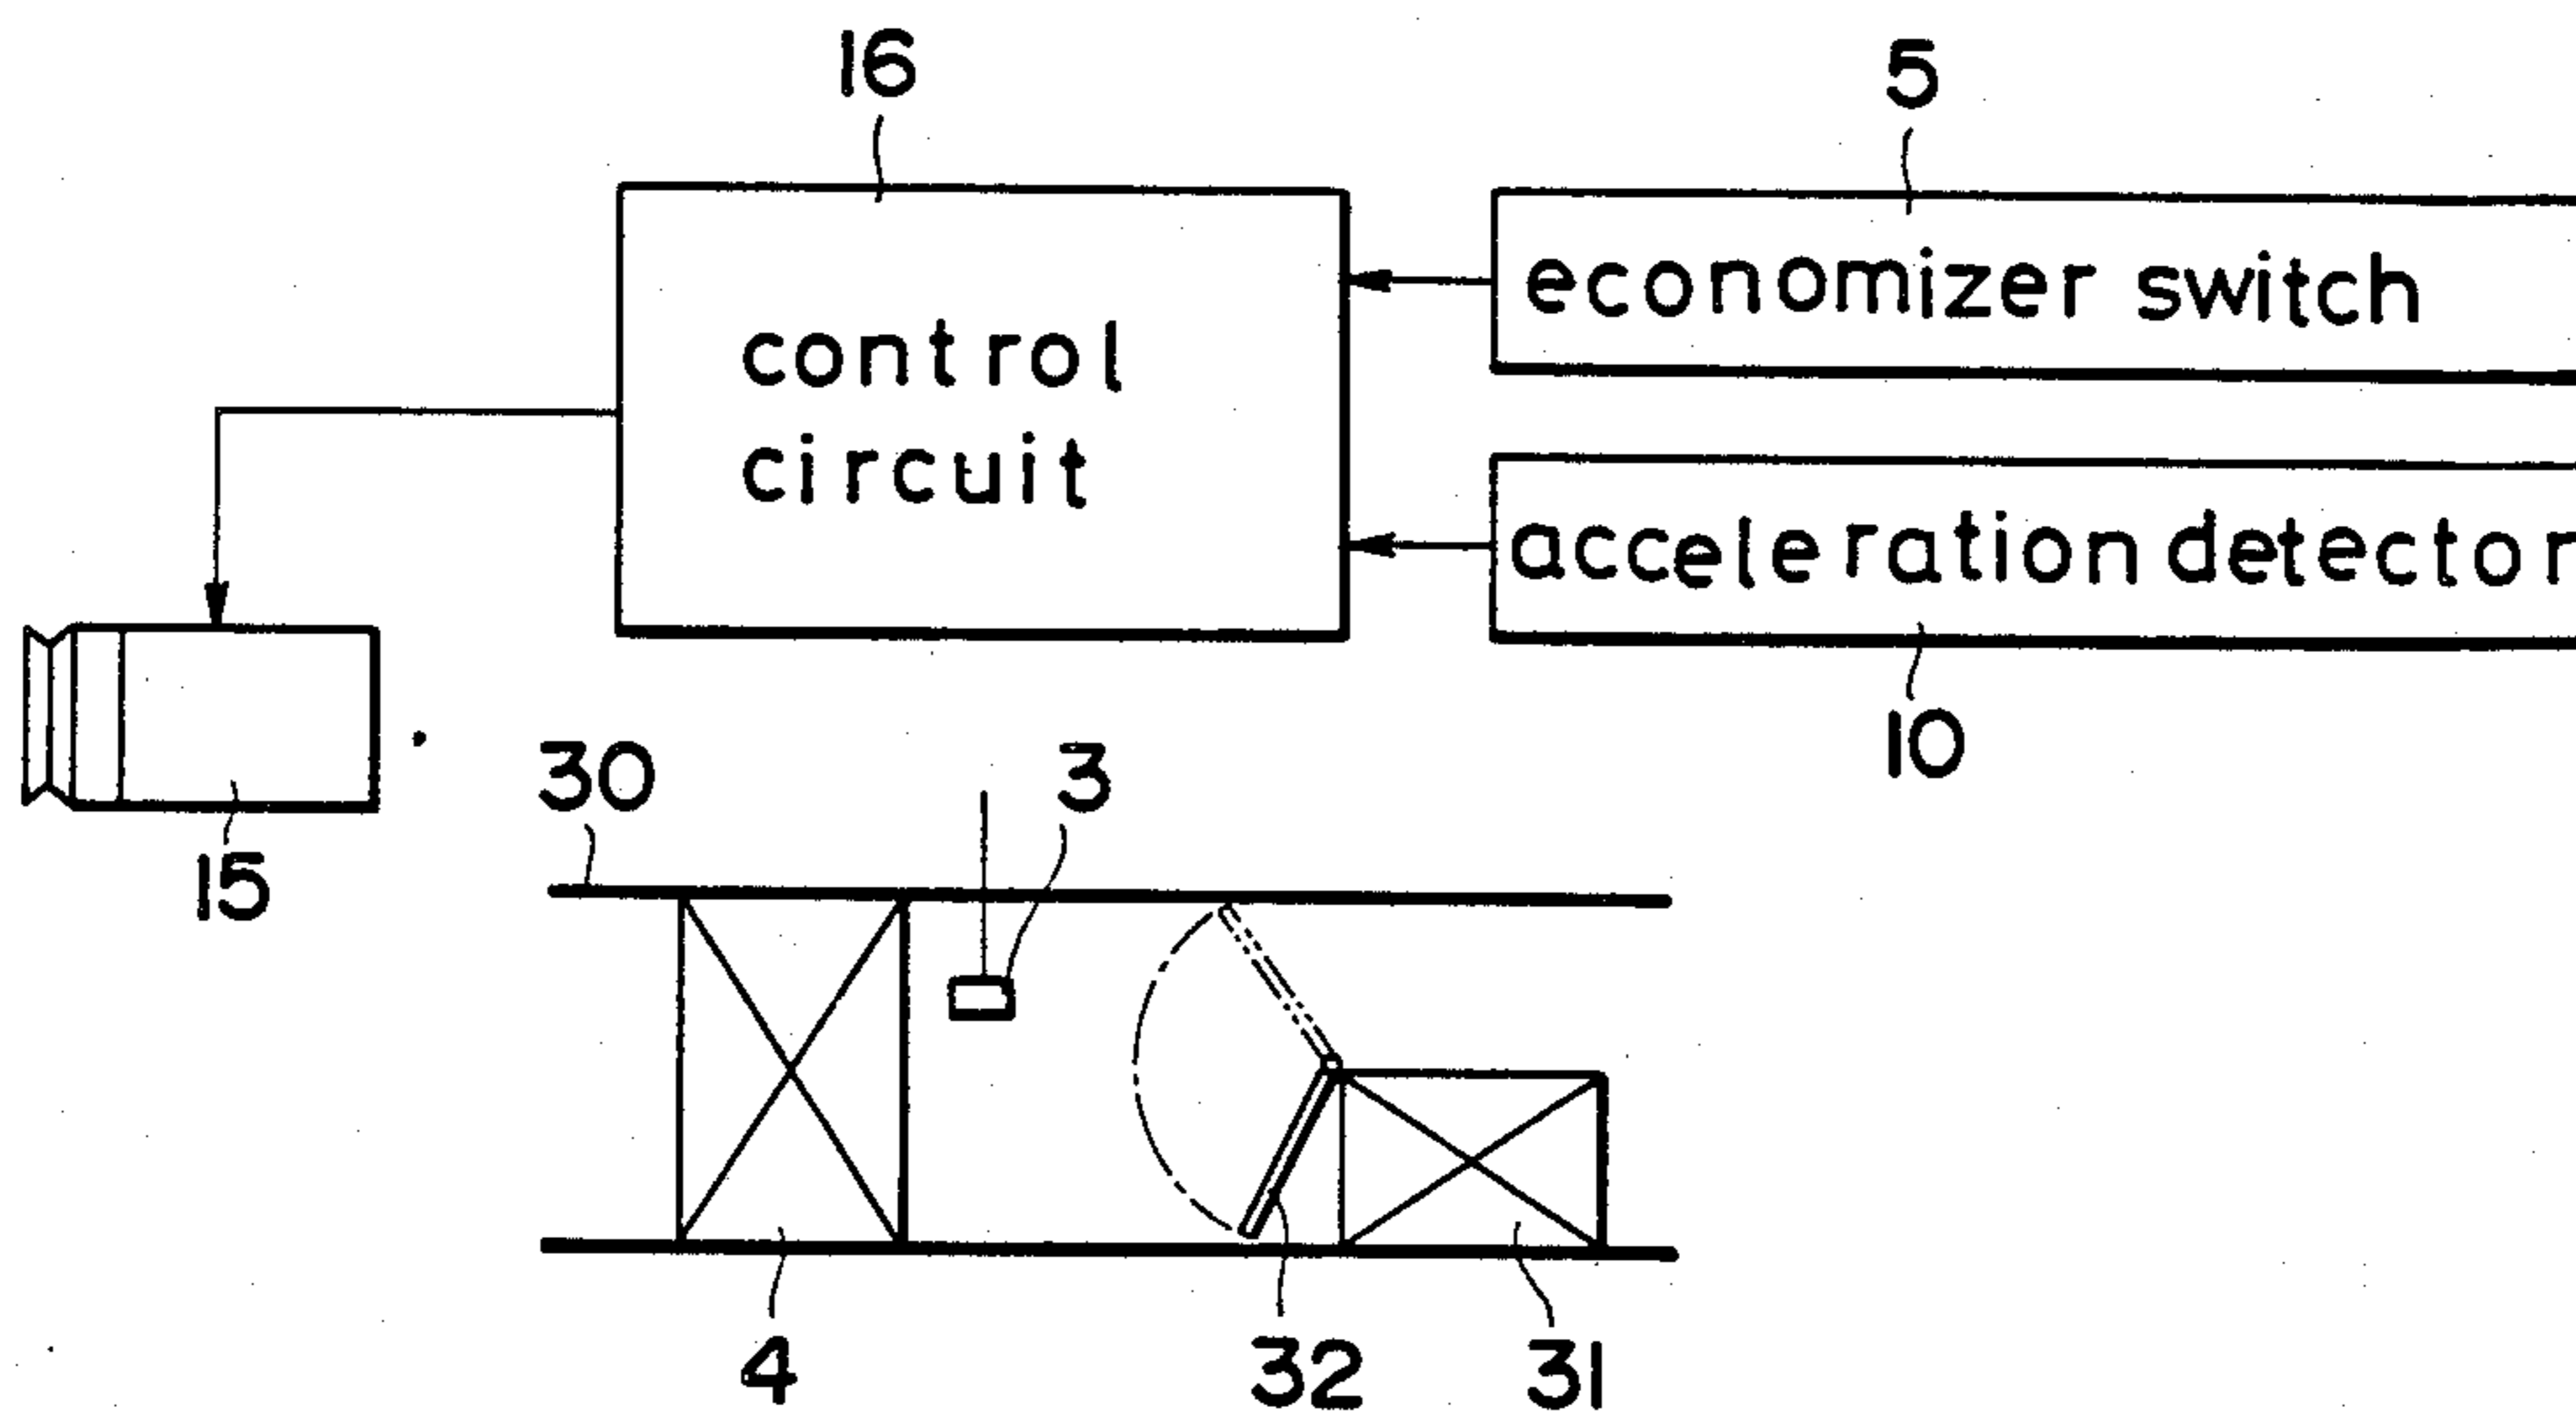 16
5
economizer switch
control
circuit
acceleration detector
10
30
3
15
4
32
31